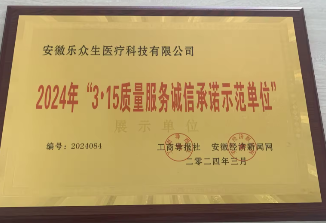 安徽乐众生医疗科技有限公司
2024年“3·15质量服务诚信承诺示范单位”
展示单位
编号：2024084 工商导报社 安徽经济新闻网
二〇二四年三月